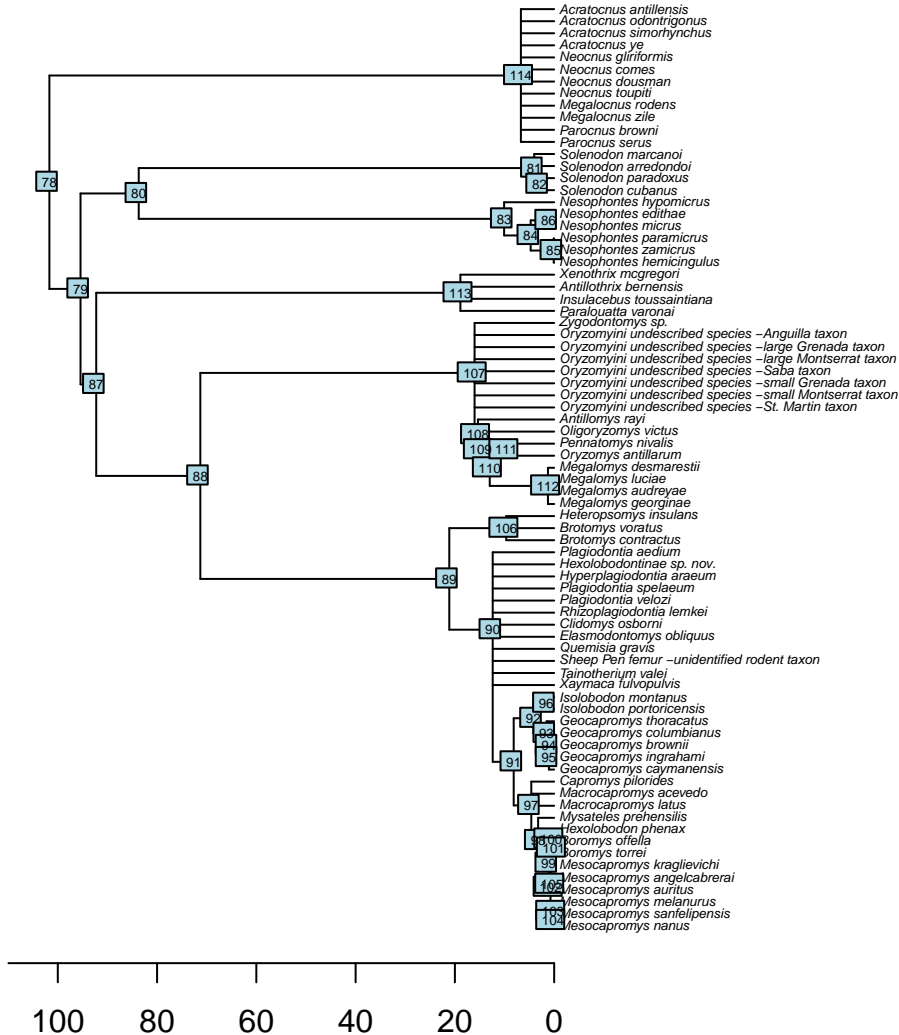 Acratocnus antillensis
Acratocnus odontrigonus
Acratocnus simorhynchus
Acratocnus ye
Neocnus gliriformis
Neocnus comes
114
Neocnus dousman
Neocnus toupiti
Megalocnus rodens
Megalocnus zile
Parocnus browni
Parocnus serus
Solenodon marcanoi
81
Solenodon arredondoi
78
Solenodon paradoxus
82
80
Solenodon cubanus
Nesophontes hypomicrus
Nesophontes edithae
83
86
Nesophontes micrus
84
Nesophontes paramicrus
85
Nesophontes zamicrus
Nesophontes hemicingulus
Xenothrix mcgregori
79
Antillothrix bernensis
113
Insulacebus toussaintiana
Paralouatta varonai
Zygodontomys sp.
Oryzomyini undescribed species −Anguilla taxon
Oryzomyini undescribed species −large Grenada taxon
Oryzomyini undescribed species −large Montserrat taxon
107
Oryzomyini undescribed species −Saba taxon
87
Oryzomyini undescribed species −small Grenada taxon
Oryzomyini undescribed species −small Montserrat taxon
Oryzomyini undescribed species −St. Martin taxon
Antillomys rayi
108
Oligoryzomys victus
Pennatomys nivalis
109
111
Oryzomys antillarum
110
Megalomys desmarestii
88
Megalomys luciae
112
Megalomys audreyae
Megalomys georginae
Heteropsomys insulans
106
Brotomys voratus
Brotomys contractus
Plagiodontia aedium
Hexolobodontinae sp. nov.
89
Hyperplagiodontia araeum
Plagiodontia spelaeum
Plagiodontia velozi
Rhizoplagiodontia lemkei
Clidomys osborni
90
Elasmodontomys obliquus
Quemisia gravis
Sheep Pen femur −unidentified rodent taxon
Tainotherium valei
Xaymaca fulvopulvis
Isolobodon montanus
96
Isolobodon portoricensis
92
Geocapromys thoracatus
93
Geocapromys columbianus
94
Geocapromys brownii
95
Geocapromys ingrahami
91
Geocapromys caymanensis
Capromys pilorides
Macrocapromys acevedo
97
Macrocapromys latus
Mysateles prehensilis
Hexolobodon phenax
98
100
Boromys offella
101
Boromys torrei
99
Mesocapromys kraglievichi
Mesocapromys angelcabrerai
105
102
Mesocapromys auritus
Mesocapromys melanurus
103
Mesocapromys sanfelipensis
104
Mesocapromys nanus
100 80 60 40 20 0